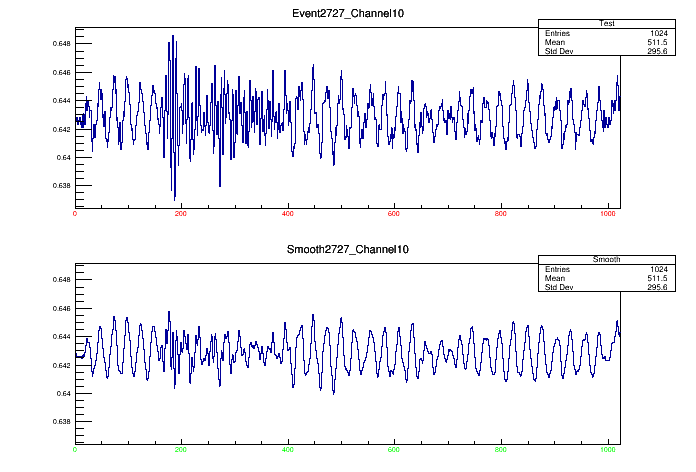 Event2727_Channel10
Test
Entries 1024
Mean 511.5
Std Dev 295.6
0.648
0.646
0.644
0.642
0.64
0.638
0 200 400 600 800 1000
Smooth2727_Channel10
Smooth
Entries 1024
Mean 511.5
Std Dev 295.6
0.648
0.646
0.644
0.642
0.64
0.638
0 200 400 600 800 1000